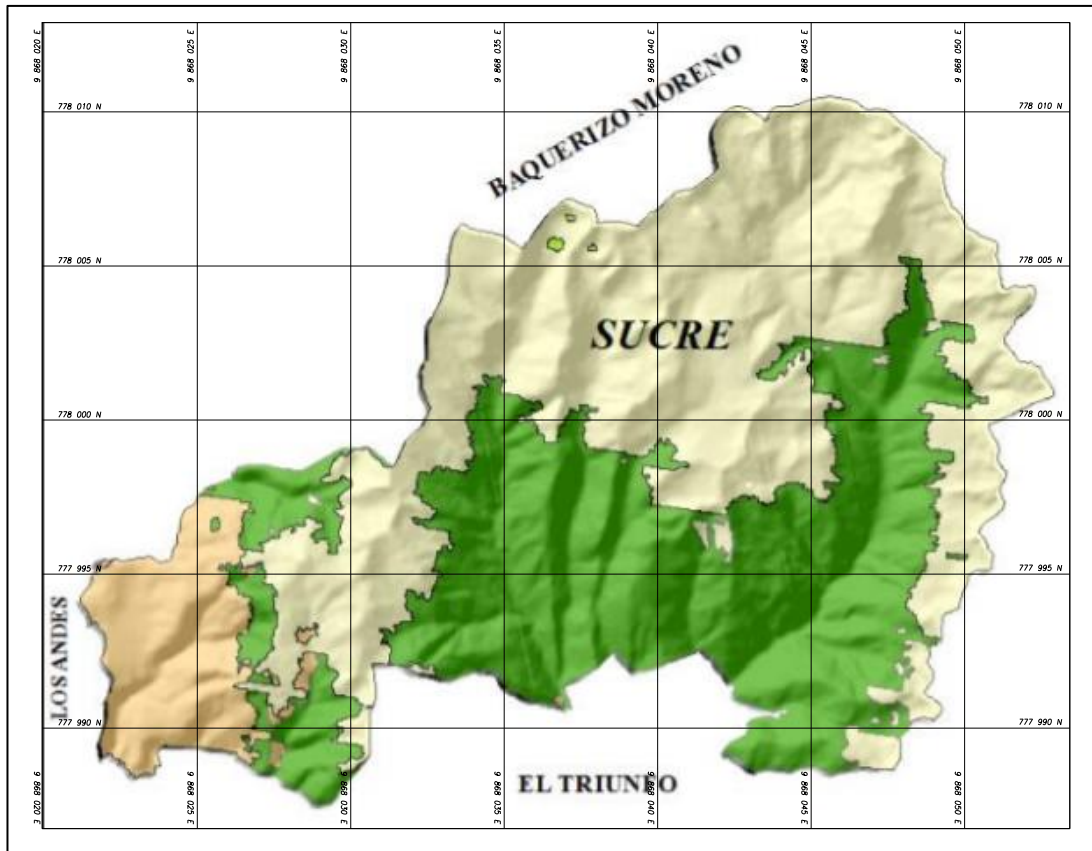 9 868 020 E
9 868 025 E
9 868 030 E
9 868 035 E
9 868 040 E
9 868 045 E
9 868 050 E
778 010 N
778 010 N
BAQUERIZO MORENO
778 005 N
778 005 N
SUCRE
778 000 N
778 000 N
777 995 N
777 995 N
LOS ANDES
777 990 N
777 990 N
EL TRIUNFO
9 868 020 E
9 868 025 E
9 868 030 E
9 868 035 E
9 868 040 E
9 868 045 E
9 868 050 E